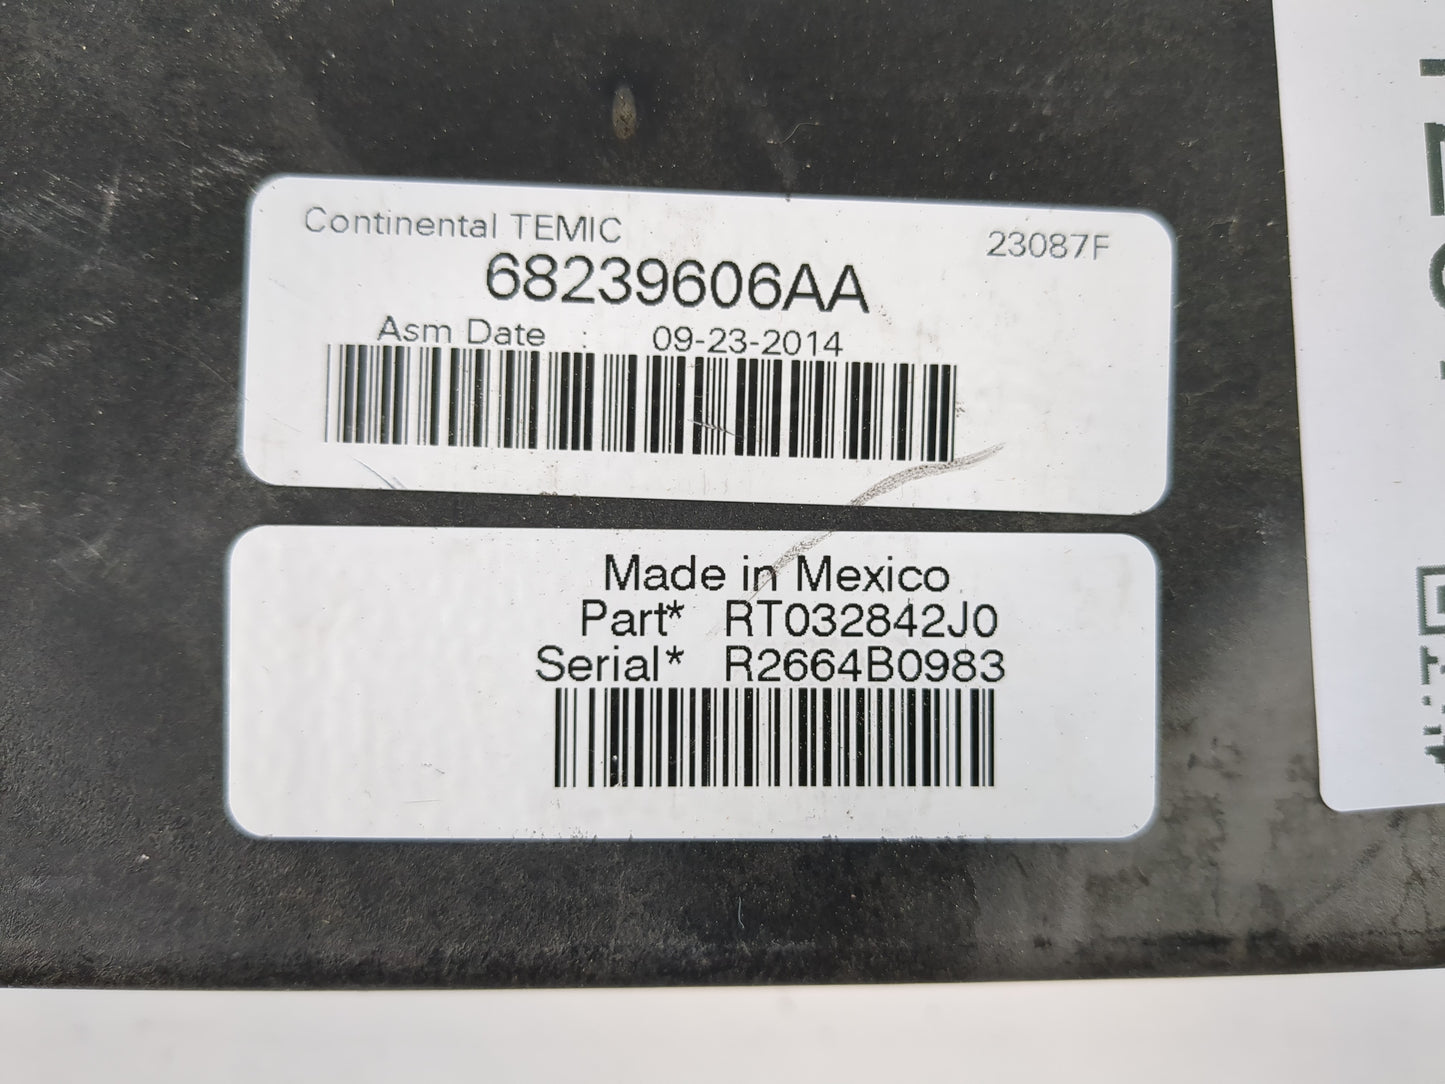 Continental TEMIC
23087F
68239606AA
Asm Date : 09-23-2014
Made in Mexico
Part* RT032842J0
Serial* R2664B0983